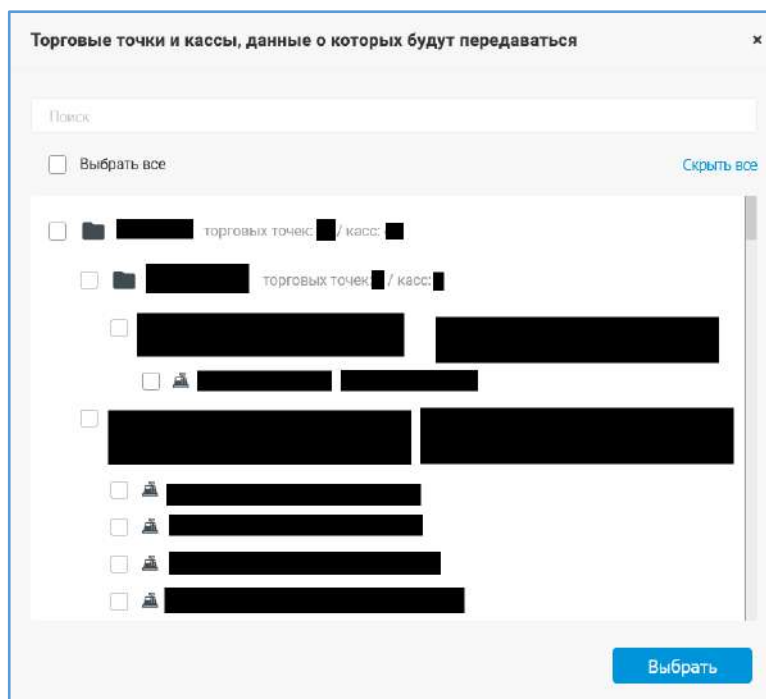 Торговые точки и кассы, данные о которых будут передаваться ×
Поиск
Выбрать все Скрыть все
торговых точек: / касс:
торговых точек: / касс:
Выбрать